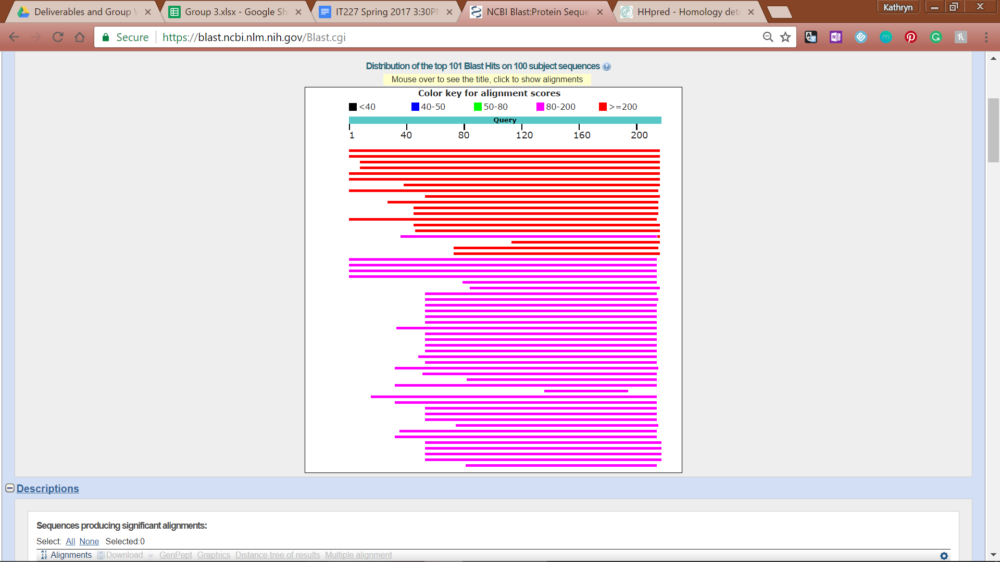 Deliverables and Group
Group 3.xlsx - Google Sh
IT227 Spring 2017 3:30P
NCBI Blast:Protein Seque
HHpred - Homology det
Kathryn
Secure
https://blast.ncbi.nlm.nih.gov/Blast.cgi
Distribution of the top 101 Blast Hits on 100 subject sequences
Mouse over to see the title, click to show alignments
Color key for alignment scores
<40 40-50 50-80 80-200 >=200
Query
1 40 80 120 160 200
Descriptions
Sequences producing significant alignments:
Select: All None Selected:0
Alignments Download GenPept Graphics Distance tree of results Multiple alignment